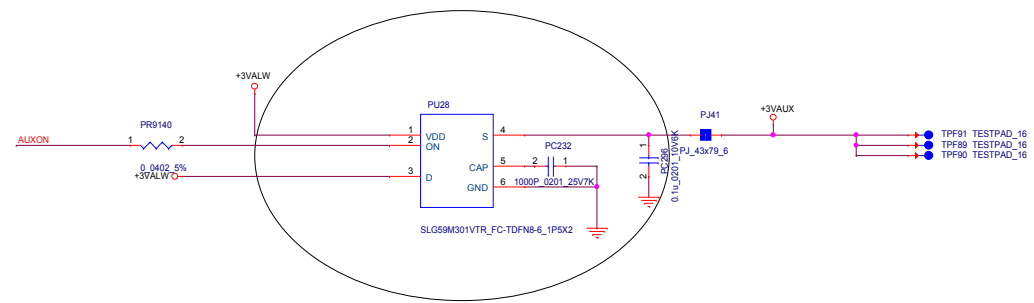 +3VALW
AUXON
PR9140
1
2
0_0402_5%
+3VALW
PU28
1
VDD
2
ON
3
D
S
4
CAP
5
GND
6
2
PC232
1
1000P_0201_25V7K
SLG59M301VTR_FC-TDFN8-6_1P5X2
1
2
PC296
0.1u_0201_10V6K
PJ41
PJ_43x79_6
+3VAUX
TPF91 TESTPAD_16
TPF89 TESTPAD_16
TPF90 TESTPAD_16